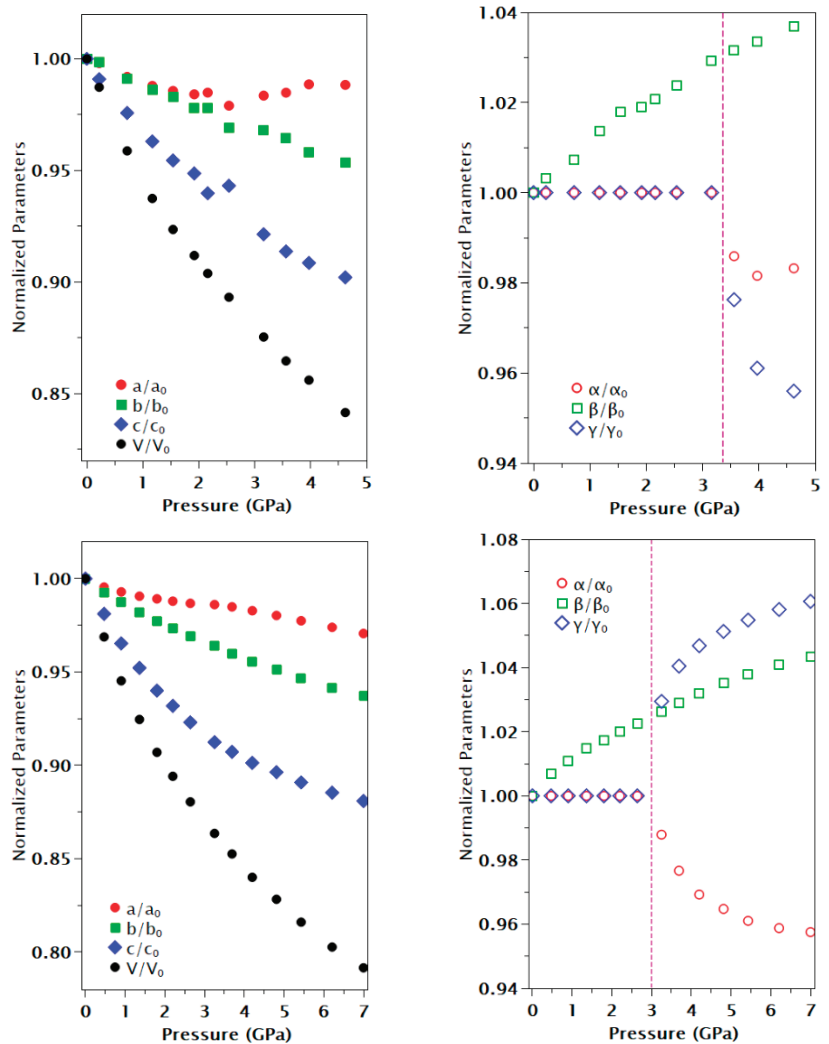 Normalized Parameters
1.00
0.95
0.90
0.85
a/a₀
b/b₀
c/c₀
V/V₀
0 1 2 3 4 5
Pressure (GPa)
Normalized Parameters
1.04
1.02
1.00
0.98
0.96
0.94
α/α₀
β/β₀
γ/γ₀
0 1 2 3 4 5
Pressure (GPa)
Normalized Parameters
1.00
0.95
0.90
0.85
0.80
a/a₀
b/b₀
c/c₀
V/V₀
0 1 2 3 4 5 6 7
Pressure (GPa)
Normalized Parameters
1.08
1.06
1.04
1.02
1.00
0.98
0.96
0.94
α/α₀
β/β₀
γ/γ₀
0 1 2 3 4 5 6 7
Pressure (GPa)